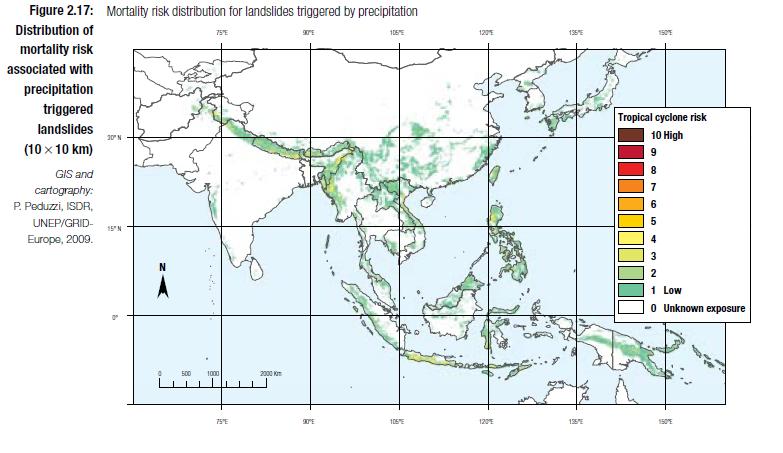 Figure 2.17:
Distribution of
mortality risk
associated with
precipitation
triggered
landslides
(10 × 10 km)
GIS and
cartography:
P. Peduzzi, ISDR,
UNEP/GRID-
Europe, 2009.
Mortality risk distribution for landslides triggered by precipitation
75°E 90°E 105°E 120°E 135°E 150°E
30° N
15° N
0°
N
0 500 1000 2000 Km
75°E 90°E 105°E 120°E 135°E 150°E
Tropical cyclone risk
10 High
9
8
7
6
5
4
3
2
1 Low
0 Unknown exposure